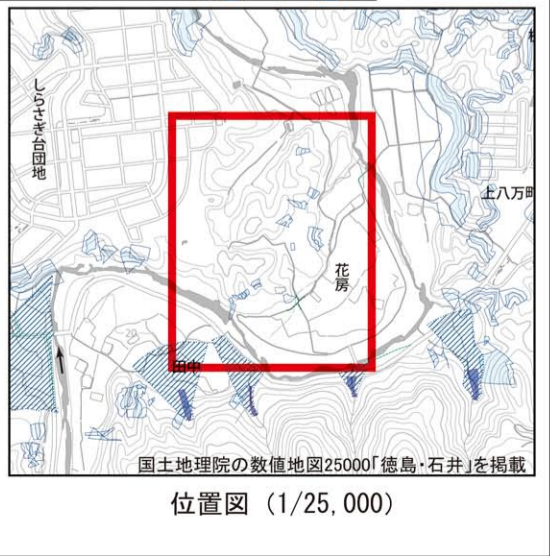 しらさぎ台団地
上八万町
花房
田中
国土地理院の数値地図25000「徳島・石井」を掲載
位置図（1/25,000）